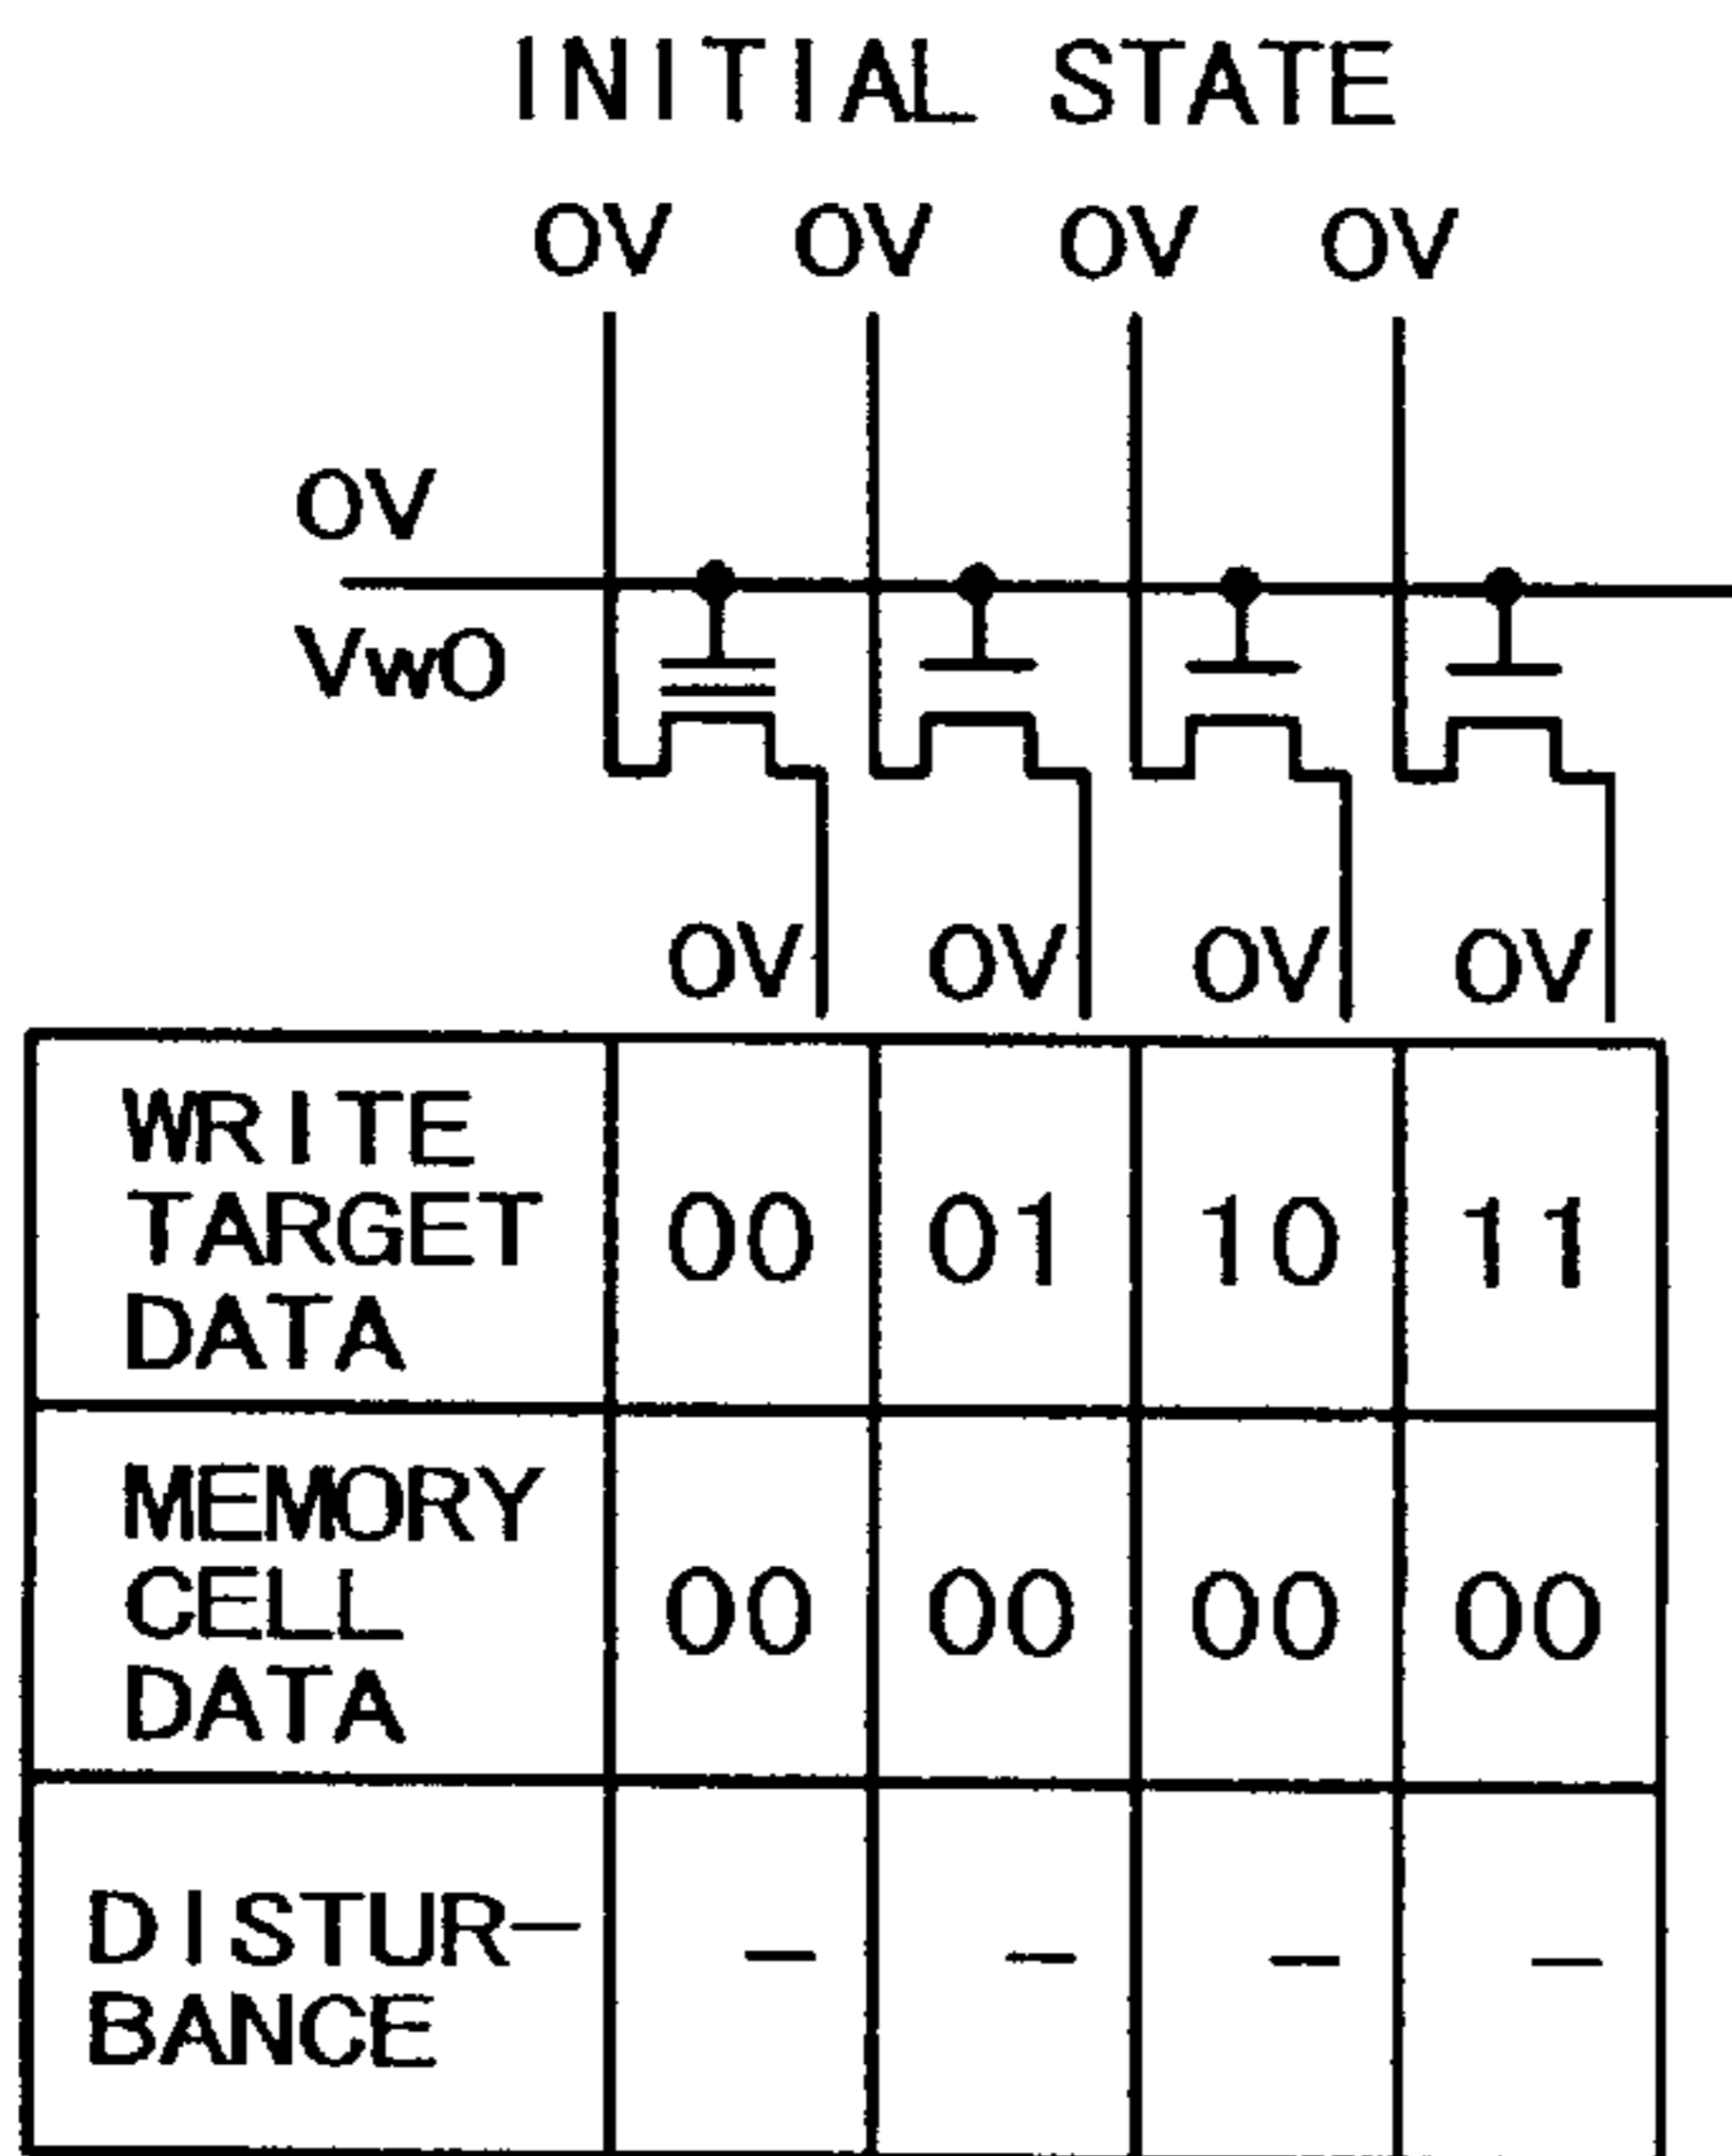 INITIAL STATE
0V 0V 0V 0V
0V
Vw0
0V 0V 0V 0V
WRITE
TARGET
DATA
00 01 10 11
MEMORY
CELL
DATA
00 00 00 00
DISTUR-
BANCE
- - - -